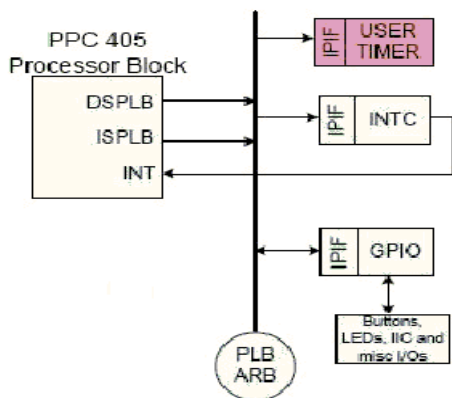 PPC 405
Processor Block
DSPLB
ISPLB
INT
IPIF
USER
TIMER
IPIF
INTC
IPIF
GPIO
Buttons,
LEDs, IIC and
misc I/Os
PLB
ARB